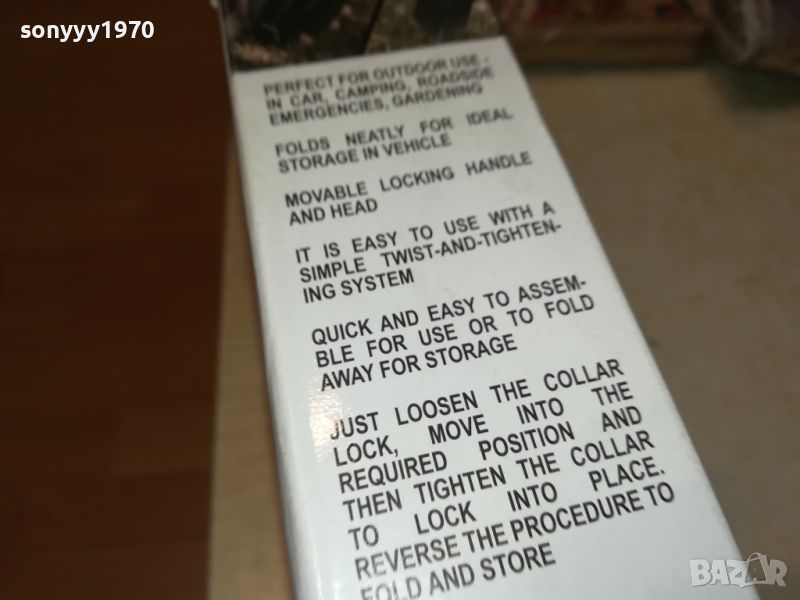 sonyyy1970
PERFECT FOR OUTDOOR USE -
IN CAR, CAMPING, ROADSIDE
EMERGENCIES, GARDENING
FOLDS NEATLY FOR IDEAL
STORAGE IN VEHICLE
MOVABLE LOCKING HANDLE
AND HEAD
IT IS EASY TO USE WITH A
SIMPLE TWIST-AND-TIGHTEN-
ING SYSTEM
QUICK AND EASY TO ASSEM-
BLE FOR USE OR TO FOLD
AWAY FOR STORAGE
JUST LOOSEN THE COLLAR
LOCK, MOVE INTO THE
REQUIRED POSITION AND
THEN TIGHTEN THE COLLAR
TO LOCK INTO PLACE.
REVERSE THE PROCEDURE TO
FOLD AND STORE
BAZAR